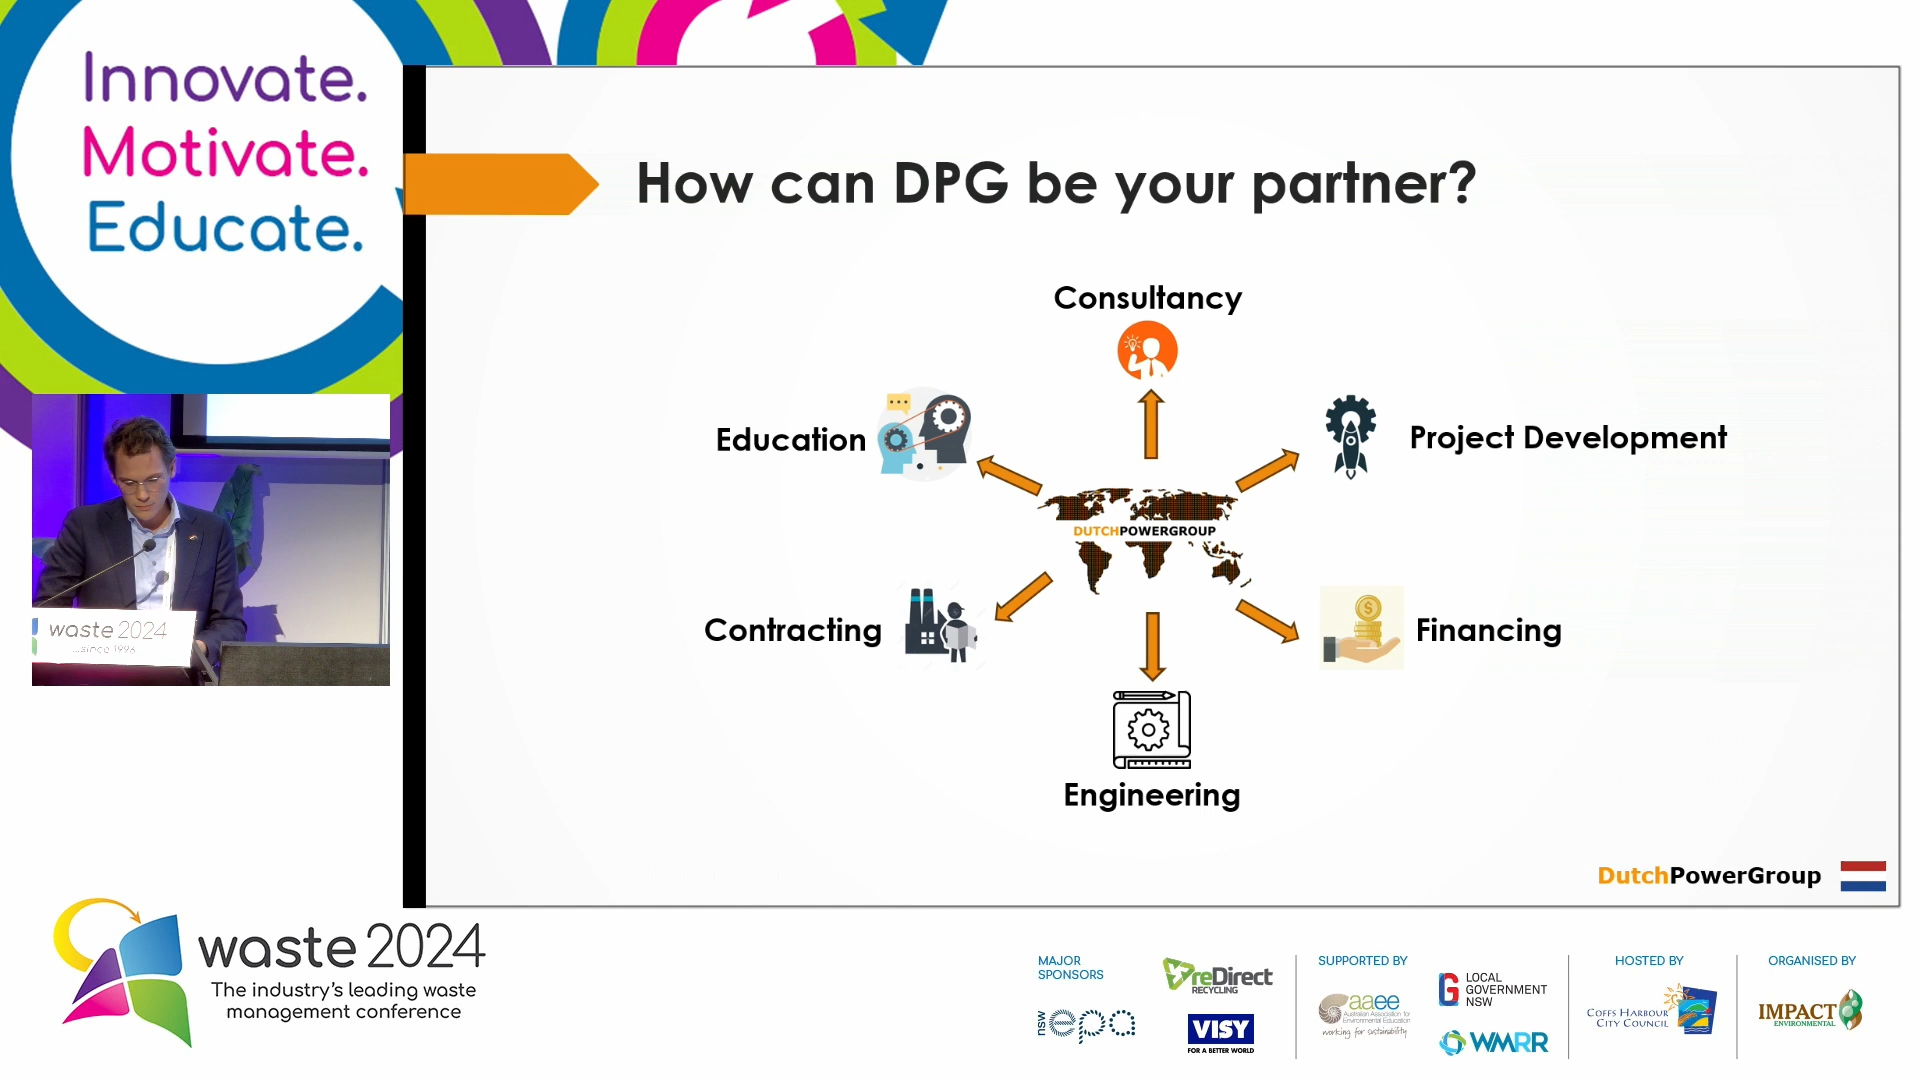 Innovate.
Motivate.
Educate.
How can DPG be your partner?
Consultancy
Education
Project Development
DUTCHPOWERGROUP
Contracting
Financing
Engineering
DutchPowerGroup
waste 2024
...since 1996
waste 2024
The industry's leading waste
management conference
MAJOR
SPONSORS
reDirect
RECYCLING
nsw epa
VISY
FOR A BETTER WORLD
SUPPORTED BY
aaee
Australian Association for
Environmental Education
working for sustainability
LG
LOCAL
GOVERNMENT
NSW
WMRR
HOSTED BY
COFFS HARBOUR
CITY COUNCIL
ORGANISED BY
IMPACT
ENVIRONMENTAL